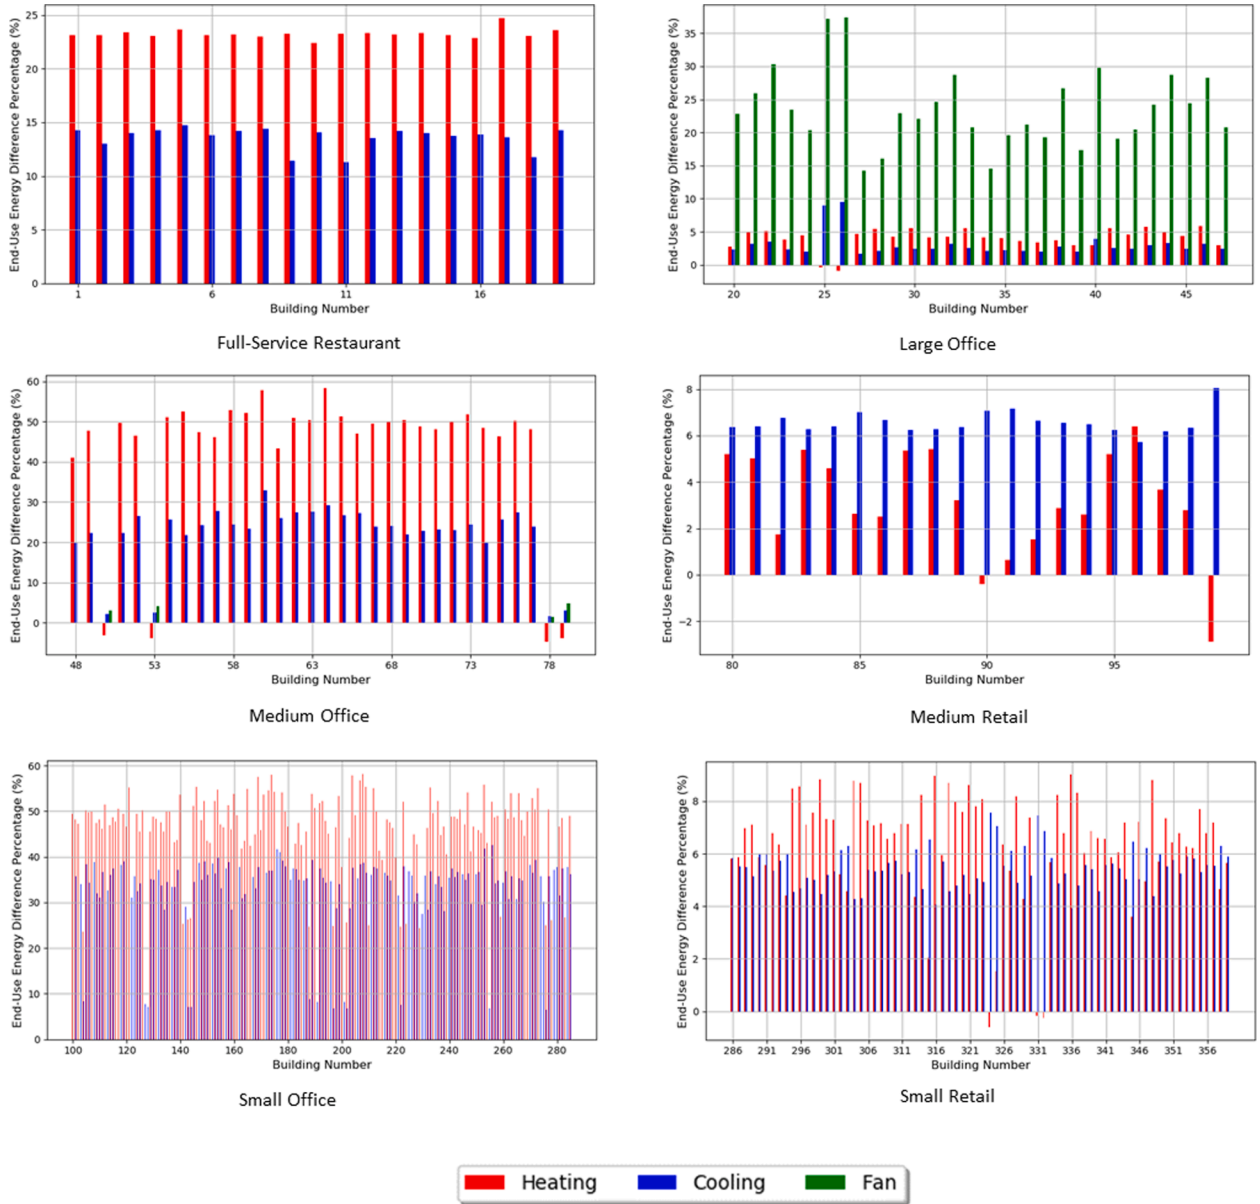 End-Use Energy Difference Percentage (%)
25
20
15
10
5
0
1 6 11 16
Building Number
Full-Service Restaurant
End-Use Energy Difference Percentage (%)
35
30
25
20
15
10
5
0
20 25 30 35 40 45
Building Number
Large Office
End-Use Energy Difference Percentage (%)
60
50
40
30
20
10
0
48 53 58 63 68 73 78
Building Number
Medium Office
End-Use Energy Difference Percentage (%)
8
6
4
2
0
−2
80 85 90 95
Building Number
Medium Retail
End-Use Energy Difference Percentage (%)
60
50
40
30
20
10
0
100 120 140 160 180 200 220 240 260 280
Building Number
Small Office
End-Use Energy Difference Percentage (%)
8
6
4
2
0
286 291 296 301 306 311 316 321 326 331 336 341 346 351 356
Building Number
Small Retail
Heating Cooling Fan